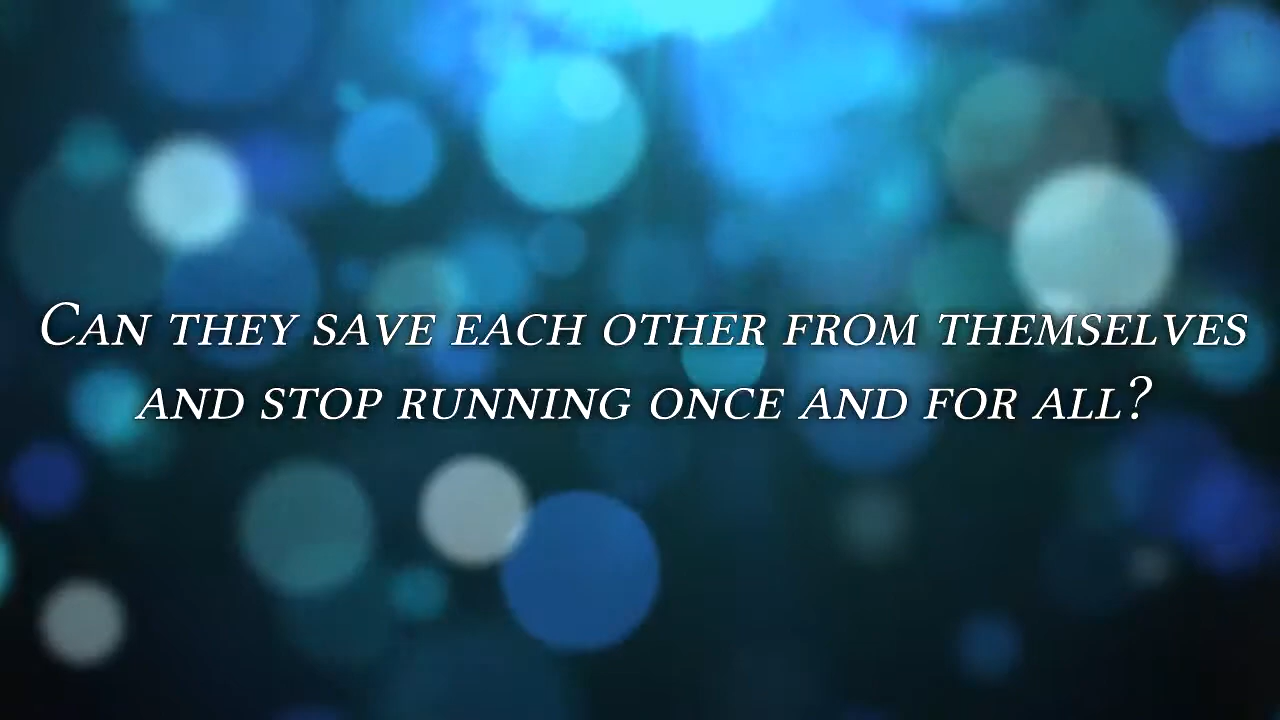 Can they save each other from themselves
and stop running once and for all?